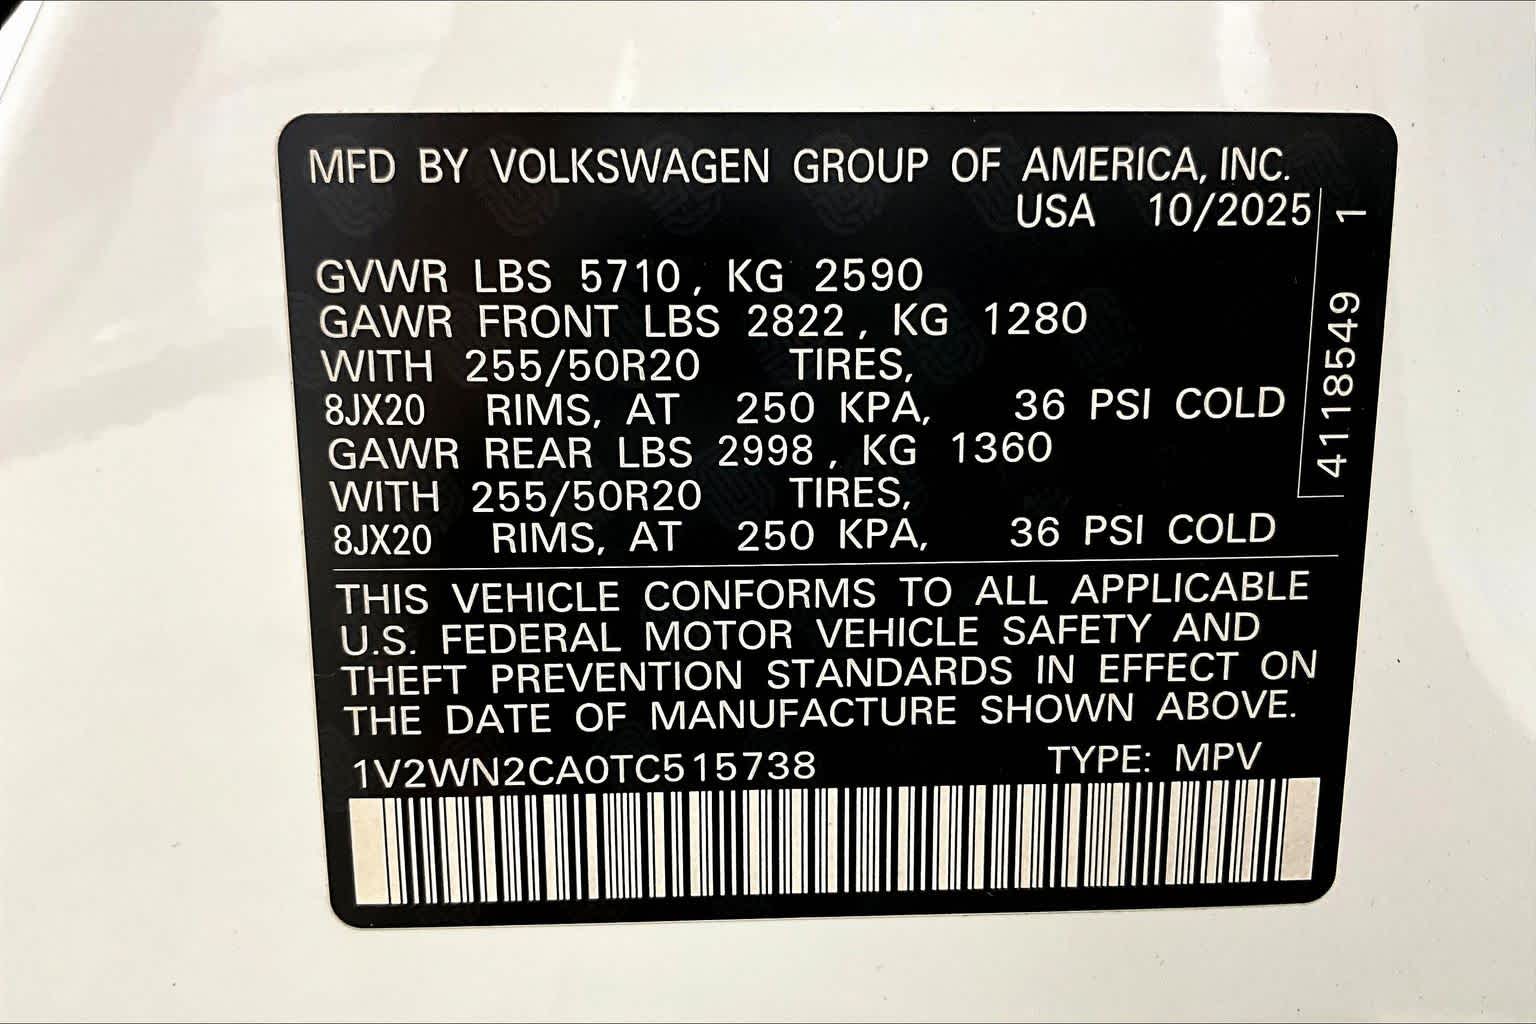 MFD BY VOLKSWAGEN GROUP OF AMERICA, INC.
USA 10/2025
GVWR LBS 5710, KG 2590
GAWR FRONT LBS 2822, KG 1280
WITH 255/50R20 TIRES,
8JX20 RIMS, AT 250 KPA, 36 PSI COLD
GAWR REAR LBS 2998, KG 1360
WITH 255/50R20 TIRES,
8JX20 RIMS, AT 250 KPA, 36 PSI COLD
THIS VEHICLE CONFORMS TO ALL APPLICABLE
U.S. FEDERAL MOTOR VEHICLE SAFETY AND
THEFT PREVENTION STANDARDS IN EFFECT ON
THE DATE OF MANUFACTURE SHOWN ABOVE.
1V2WN2CA0TC515738 TYPE: MPV
4118549 1